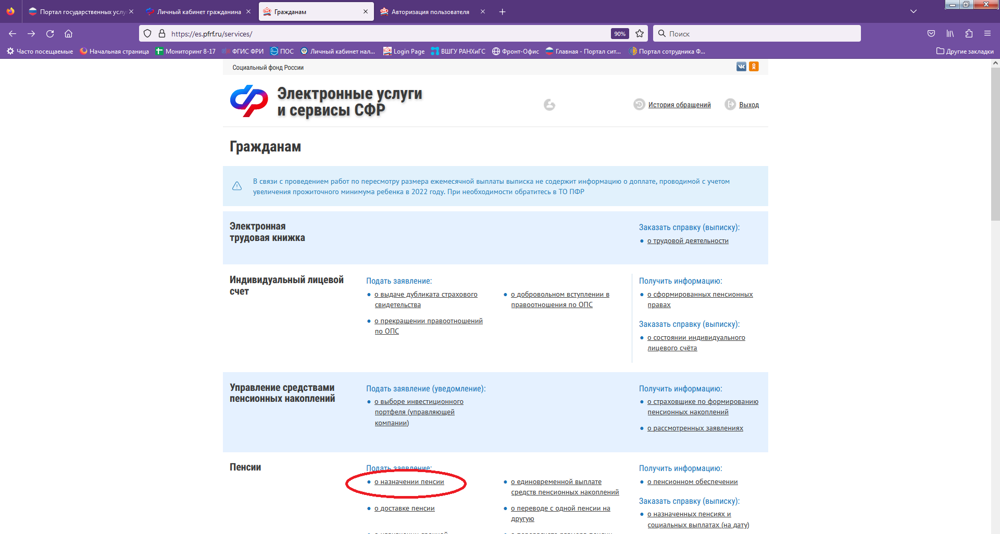 Портал государственных услу
Личный кабинет гражданина
Гражданам
Авторизация пользователя
https://es.pfrf.ru/services/
90%
Поиск
Часто посещаемые
Начальная страница
Мониторинг 8-17
ФГИС ФРИ
ПОС
Личный кабинет нал...
Login Page
ВШГУ РАНХиГС
Фронт-Офис
Главная - Портал сит...
Портал сотрудника Ф...
Другие закладки
Социальный фонд России
Электронные услуги
и сервисы СФР
История обращений
Выход
Гражданам
В связи с проведением работ по пересмотру размера ежемесячной выплаты выписка не содержит информацию о доплате, проводимой с учетом
увеличения прожиточного минимума ребенка в 2022 году. При необходимости обратитесь в ТО ПФР
Электронная
трудовая книжка
Заказать справку (выписку):
о трудовой деятельности
Индивидуальный лицевой
счет
Подать заявление:
о выдаче дубликата страхового
свидетельства
о прекращении правоотношений
по ОПС
о добровольном вступлении в
правоотношения по ОПС
Получить информацию:
о сформированных пенсионных
правах
Заказать справку (выписку):
о состоянии индивидуального
лицевого счёта
Управление средствами
пенсионных накоплений
Подать заявление (уведомление):
о выборе инвестиционного
портфеля (управляющей
компании)
Получить информацию:
о страховщике по формированию
пенсионных накоплений
о рассмотренных заявлениях
Пенсии
Подать заявление:
о назначении пенсии
о доставке пенсии
о единовременной выплате
средств пенсионных накоплений
о переводе с одной пенсии на
другую
Получить информацию:
о пенсионном обеспечении
Заказать справку (выписку):
о назначенных пенсиях и
социальных выплатах (на дату)